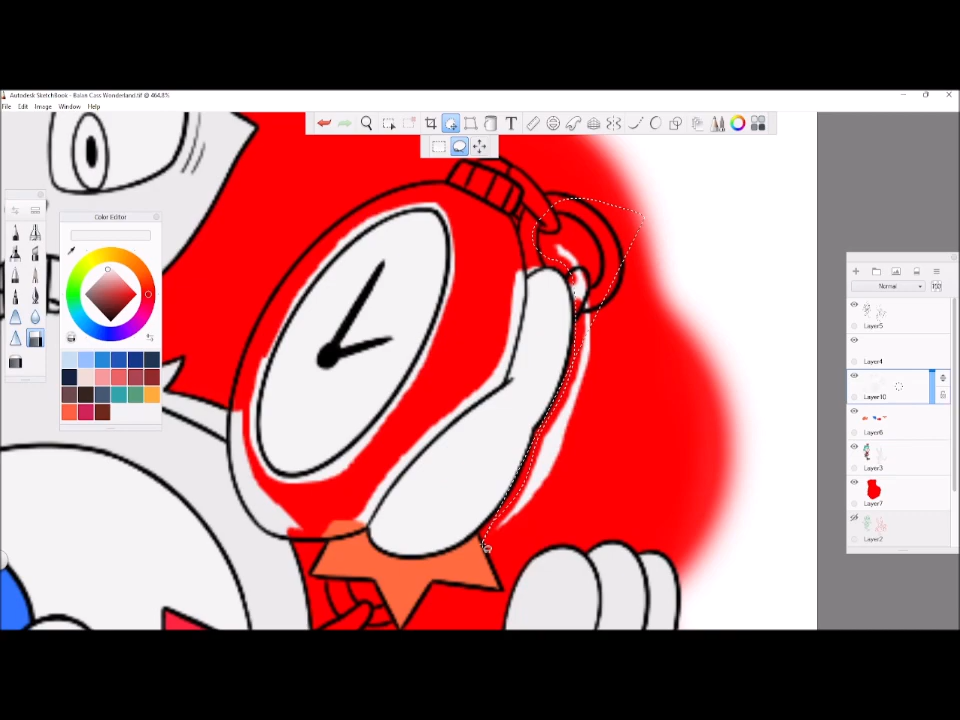 Autodesk SketchBook - Balan Cass Wonderland.tif @ 464.8%
File Edit Image Window Help
T
Color Editor
Normal
Layer5
Layer4
Layer10
Layer6
Layer3
Layer7
Layer2